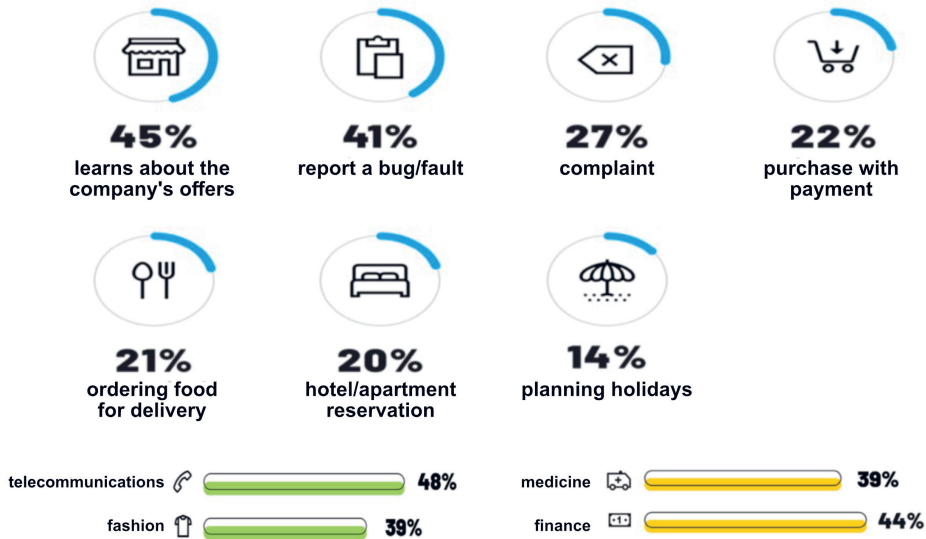 45%
learns about the
company's offers
41%
report a bug/fault
27%
complaint
22%
purchase with
payment
21%
ordering food
for delivery
20%
hotel/apartment
reservation
14%
planning holidays
telecommunications 48%
fashion 39%
medicine 39%
finance 1 44%